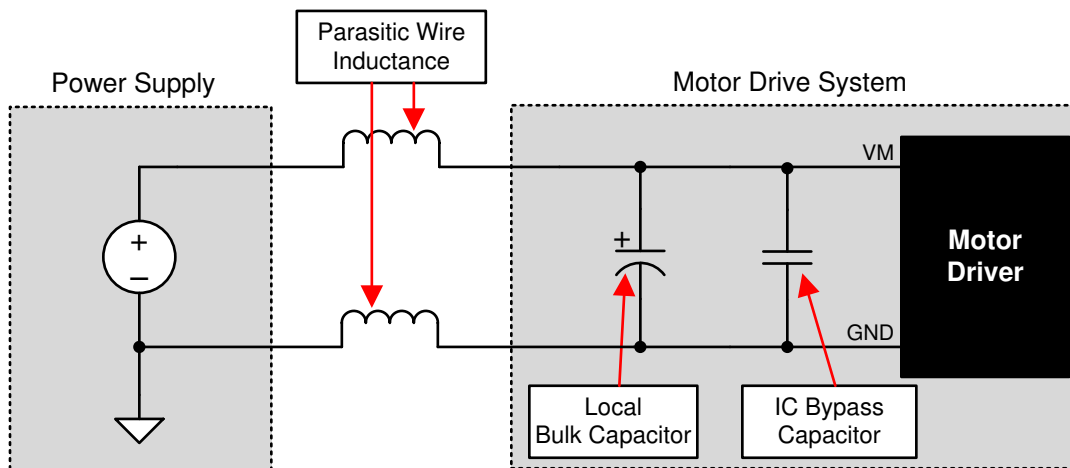 Parasitic Wire
Inductance
Power Supply
Motor Drive System
VM
+
–
+
Motor
Driver
GND
Local
Bulk Capacitor
IC Bypass
Capacitor